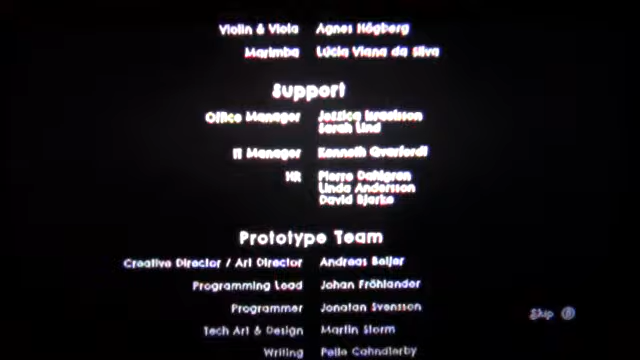 Violin & Viola Agnes Högberg
Marimba Lúcia Viana da Silva
Support
Office Manager Jessica Israelsson
Sarah Lind
IT Manager Kenneth Qvarfordt
HR Pierre Dahlgren
Linda Andersson
David Bjerke
Prototype Team
Creative Director / Art Director Andreas Beijer
Programming Lead Johan Fröhlander
Programmer Jonatan Svensson
Tech Art & Design Martin Storm
Writing Pelle Cahndlerby
Skip B